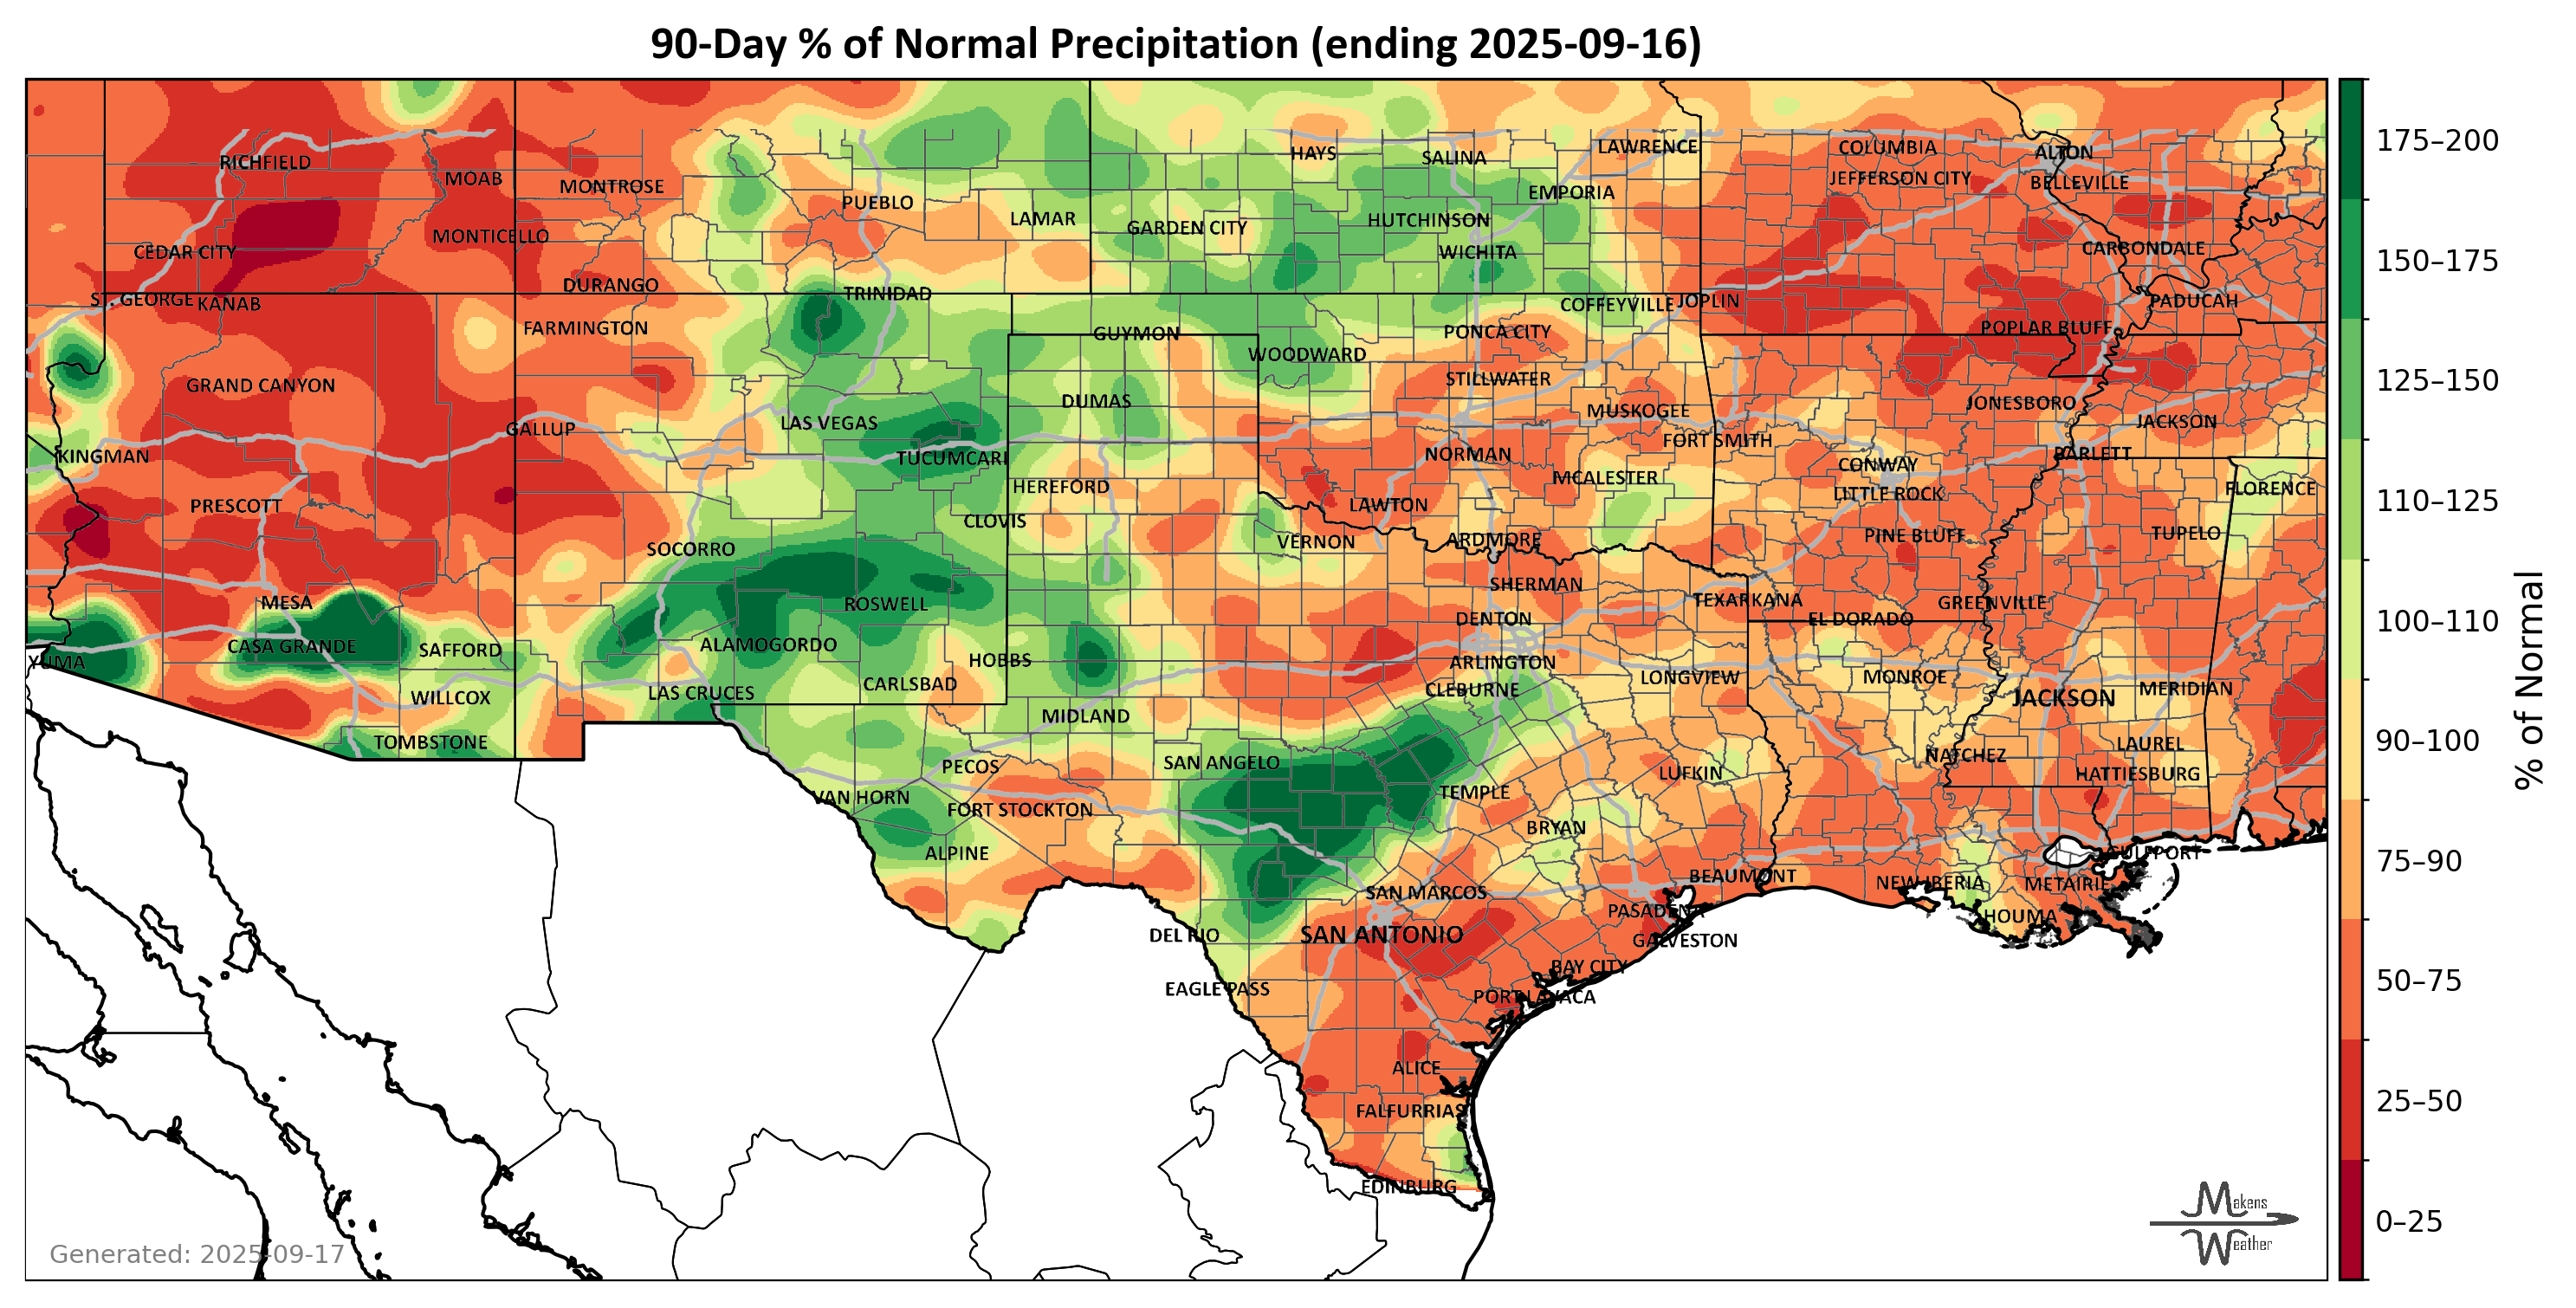 90-Day % of Normal Precipitation (ending 2025-09-16)
HAYS
SALINA
LAWRENCE
COLUMBIA
ALTON
RICHFIELD
MOAB
MONTROSE
JEFFERSON CITY
BELLEVILLE
PUEBLO
EMPORIA
LAMAR
GARDEN CITY
HUTCHINSON
MONTICELLO
CEDAR CITY
WICHITA
CARBONDALE
DURANGO
TRINIDAD
ST. GEORGE
KANAB
COFFEYVILLE
JOPLIN
PADUCAH
FARMINGTON
GUYMON
PONCA CITY
POPLAR BLUFF
WOODWARD
GRAND CANYON
STILLWATER
DUMAS
MUSKOGEE
JONESBORO
JACKSON
LAS VEGAS
GALLUP
FORT SMITH
KINGMAN
TUCUMCARI
NORMAN
BARLETT
CONWAY
HEREFORD
MCALESTER
LITTLE ROCK
FLORENCE
PRESCOTT
LAWTON
CLOVIS
VERNON
ARDMORE
PINE BLUFF
TUPELO
SOCORRO
SHERMAN
MESA
ROSWELL
TEXARKANA
GREENVILLE
DENTON
EL DORADO
CASA GRANDE
SAFFORD
ALAMOGORDO
HOBBS
ARLINGTON
YUMA
CARLSBAD
CLEBURNE
LONGVIEW
MONROE
MERIDIAN
WILLCOX
LAS CRUCES
JACKSON
MIDLAND
TOMBSTONE
LAUREL
PECOS
SAN ANGELO
NATCHEZ
LUFKIN
HATTIESBURG
VAN HORN
FORT STOCKTON
TEMPLE
BRYAN
ALPINE
GULFPORT
SAN MARCOS
BEAUMONT
NEW IBERIA
METAIRIE
PASADENA
HOUMA
DEL RIO
SAN ANTONIO
GALVESTON
BAY CITY
EAGLE PASS
PORT LAVACA
ALICE
FALFURRIAS
EDINBURG
175–200
150–175
125–150
110–125
100–110
90–100
75–90
50–75
25–50
0–25
% of Normal
Makens
Weather
Generated: 2025-09-17